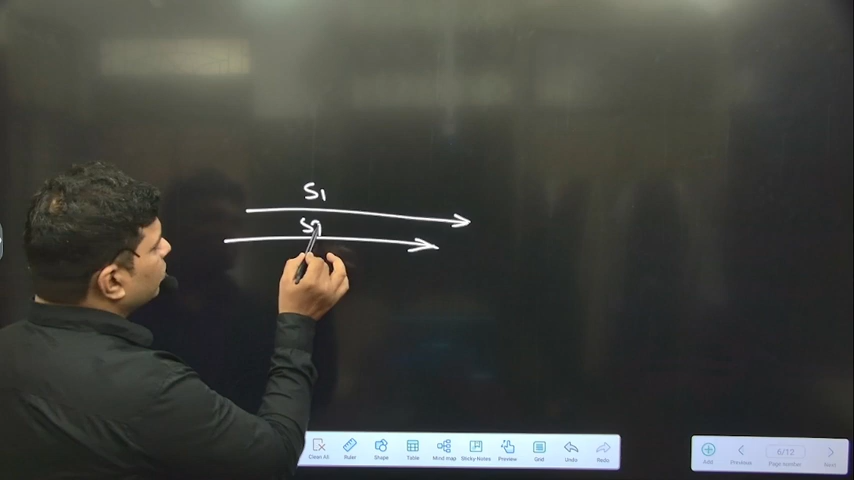 S1
S2
Clean All Ruler Shape Table Mind map Sticky Notes Preview Grid Undo Redo
Add Previous 6/12 Page number Next